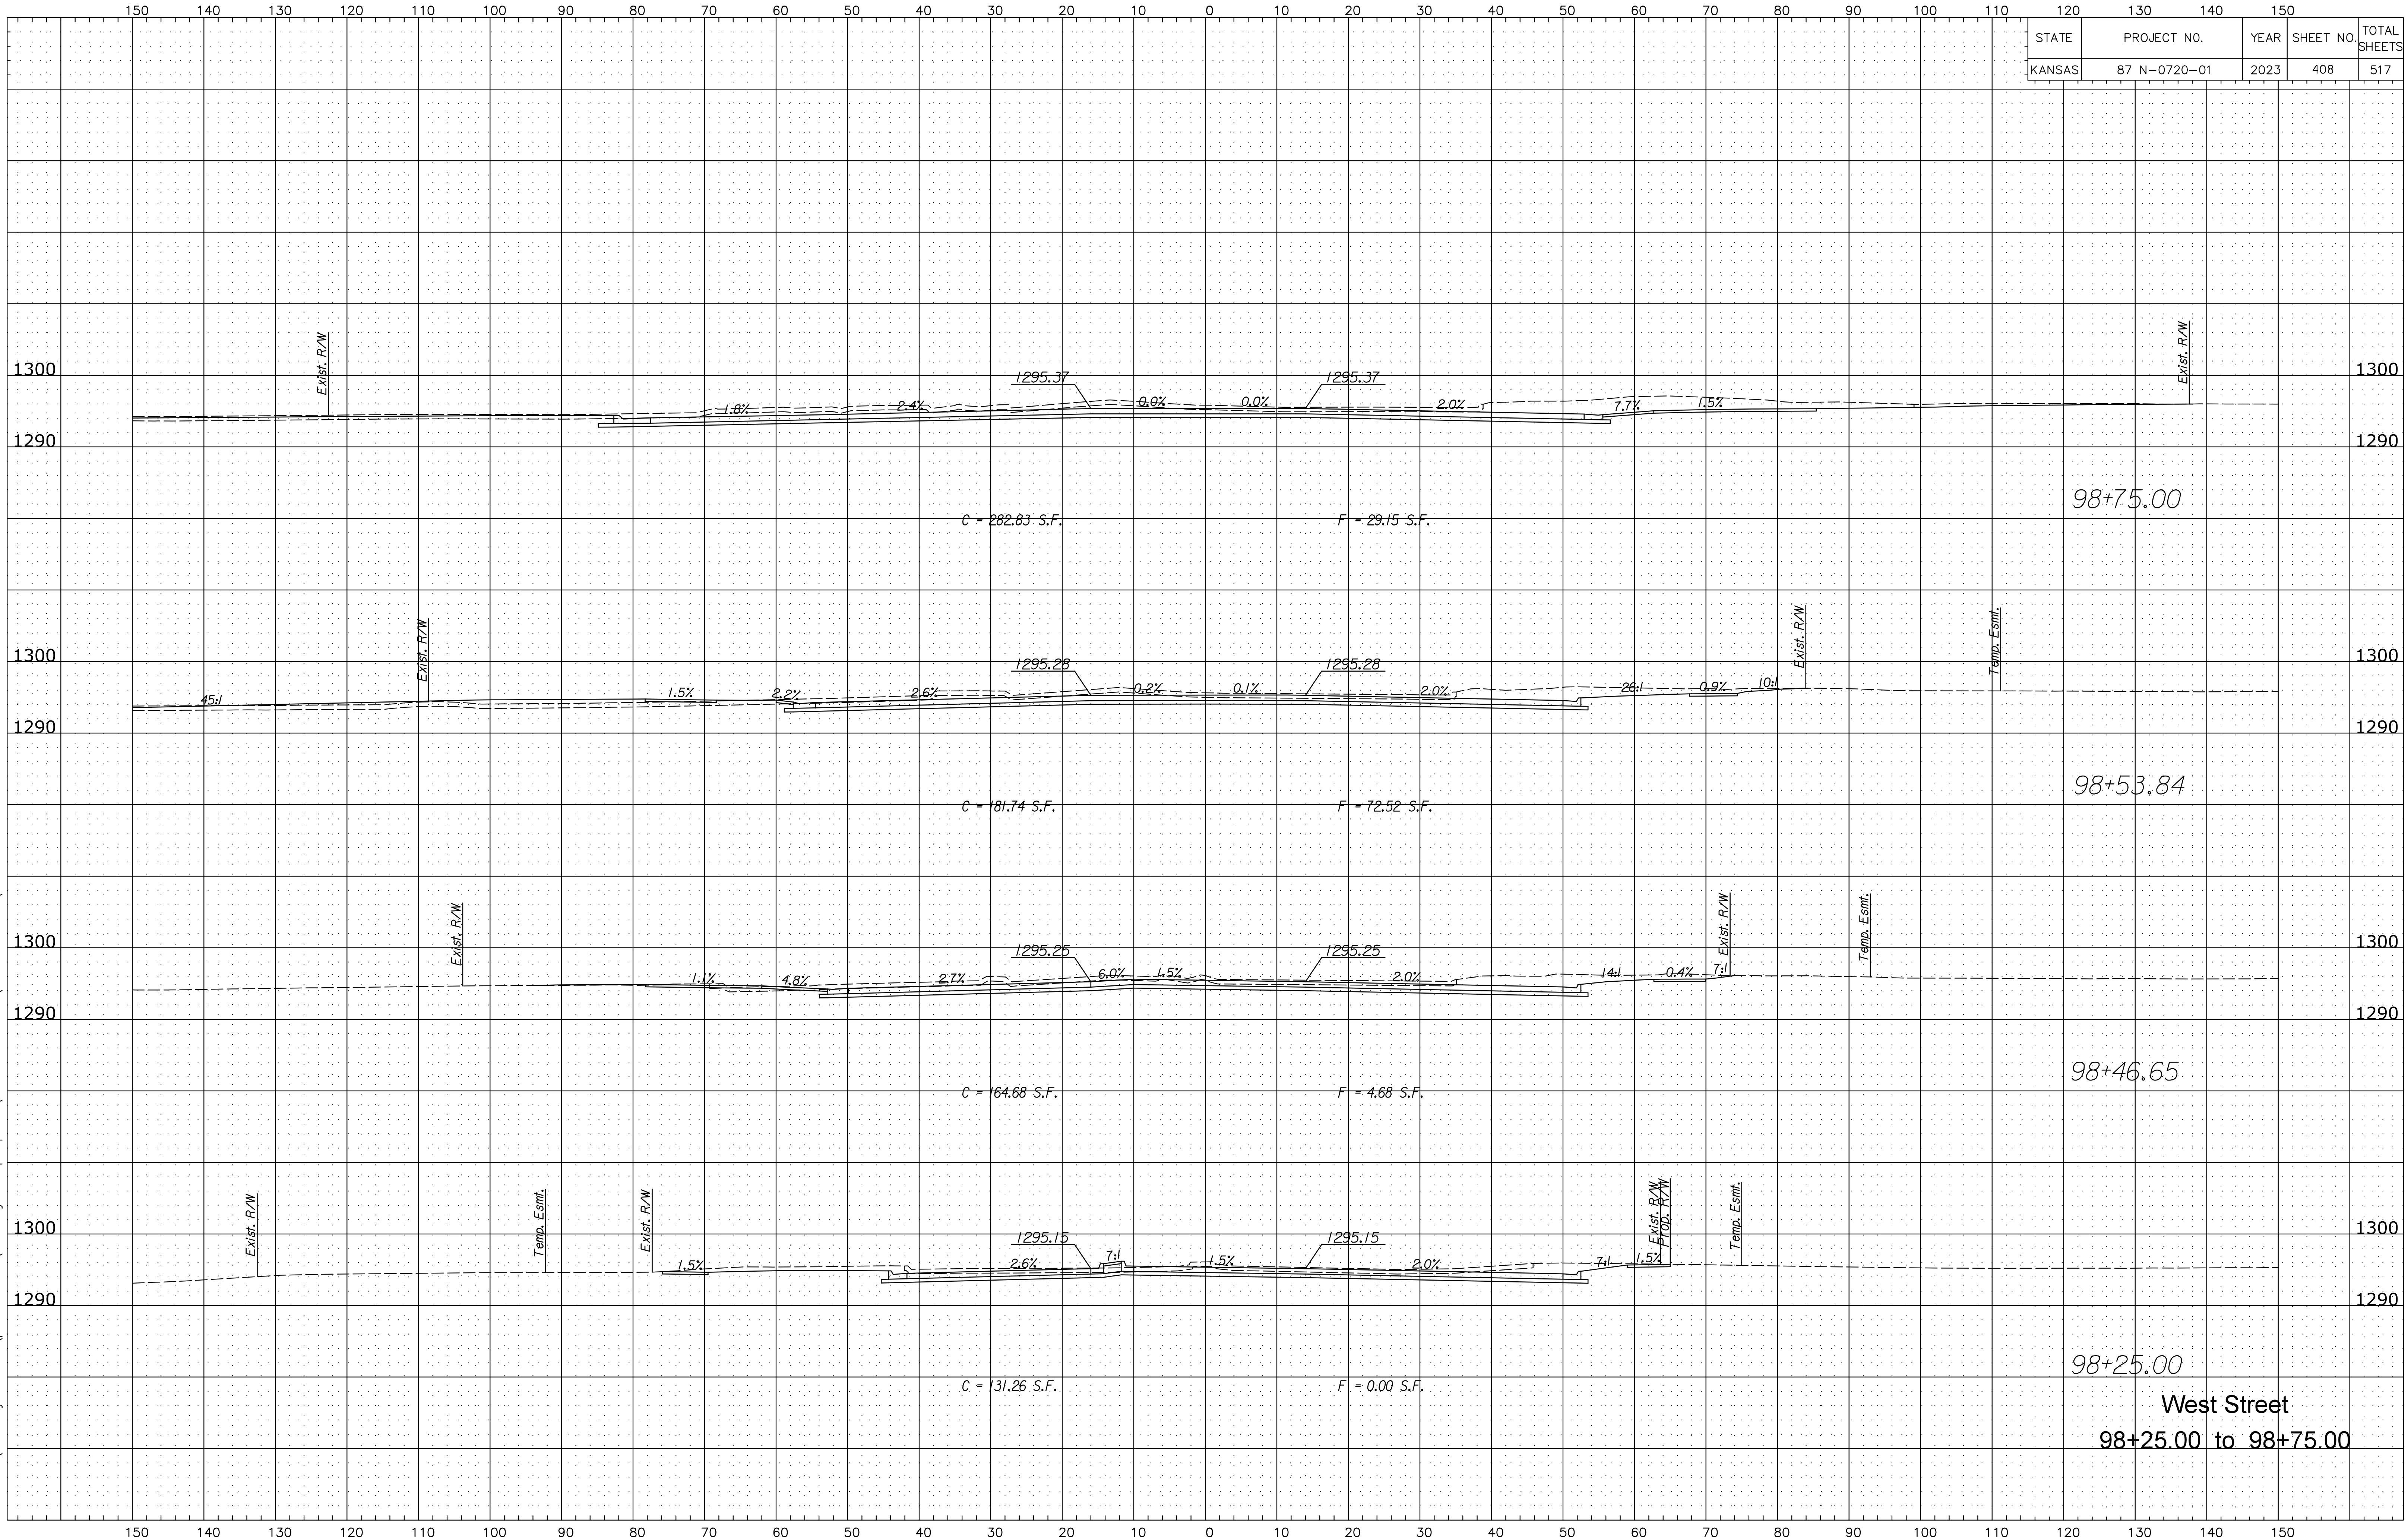 150 140 130 120 110 100 90 80 70 60 50 40 30 20 10 0 10 20 30 40 50 60 70 80 90 100 110 120 130 140 150
STATE PROJECT NO. YEAR SHEET NO. TOTAL SHEETS
KANSAS 87 N-0720-01 2023 408 517
Exist. R/W Exist. R/W
1300 1295.37 1295.37 1300
1.8% 2.4% 0.0% 0.0% 2.0% 7.7% 1.5%
1290 1290
98+75.00
C = 282.83 S.F. F = 29.15 S.F.
Exist. R/W Exist. R/W Temp. Esmt.
1300 1295.28 1295.28 1300
45:1 1.5% 2.2% 2.6% 0.2% 0.1% 2.0% 26:1 0.9% 10:1
1290 1290
98+53.84
C = 181.74 S.F. F = 72.52 S.F.
Exist. R/W Exist. R/W Temp. Esmt.
1300 1295.25 1295.25 1300
1.1% 4.8% 2.7% 6.0% 1.5% 2.0% 14:1 0.4% 7:1
1290 1290
98+46.65
C = 164.68 S.F. F = 4.68 S.F.
Exist. R/W Temp. Esmt. Exist. R/W Exist. R/W Prop. R/W Temp. Esmt.
1300 1295.15 1295.15 1300
1.5% 2.6% 7:1 1.5% 2.0% 7:1 1.5%
1290 1290
98+25.00
C = 131.26 S.F. F = 0.00 S.F.
West Street
98+25.00 to 98+75.00
150 140 130 120 110 100 90 80 70 60 50 40 30 20 10 0 10 20 30 40 50 60 70 80 90 100 110 120 130 140 150